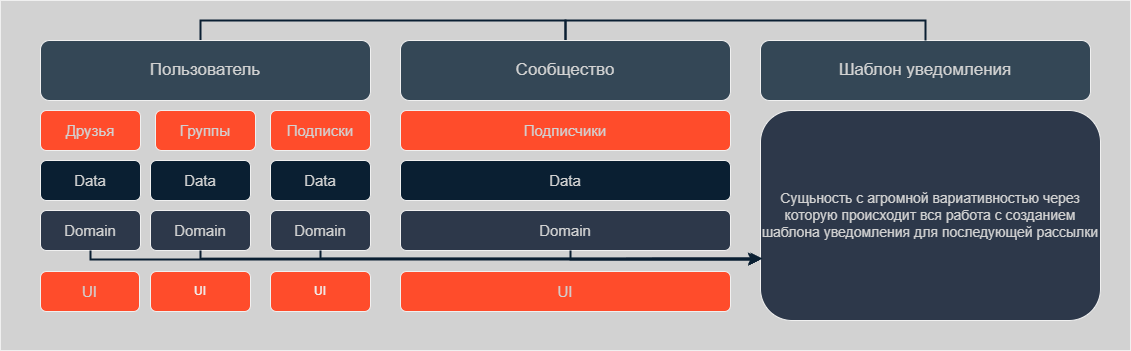 Пользователь
Сообщество
Шаблон уведомления
Друзья
Группы
Подписки
Подписчики
Data
Data
Data
Data
Domain
Domain
Domain
Domain
Сущьность с агромной вариативностью через
которую происходит вся работа с созданием
шаблона уведомления для последующей рассылки
UI
UI
UI
UI